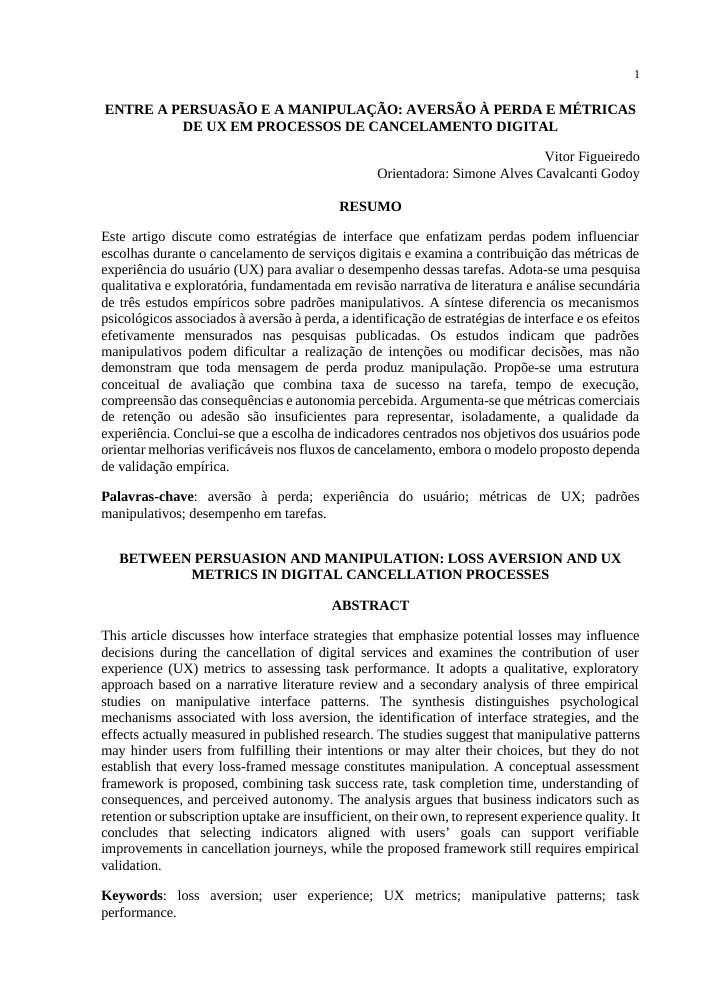 1
ENTRE A PERSUASÃO E A MANIPULAÇÃO: AVERSÃO À PERDA E MÉTRICAS
DE UX EM PROCESSOS DE CANCELAMENTO DIGITAL
Vitor Figueiredo
Orientadora: Simone Alves Cavalcanti Godoy
RESUMO
Este artigo discute como estratégias de interface que enfatizam perdas podem influenciar
escolhas durante o cancelamento de serviços digitais e examina a contribuição das métricas de
experiência do usuário (UX) para avaliar o desempenho dessas tarefas. Adota-se uma pesquisa
qualitativa e exploratória, fundamentada em revisão narrativa de literatura e análise secundária
de três estudos empíricos sobre padrões manipulativos. A síntese diferencia os mecanismos
psicológicos associados à aversão à perda, a identificação de estratégias de interface e os efeitos
efetivamente mensurados nas pesquisas publicadas. Os estudos indicam que padrões
manipulativos podem dificultar a realização de intenções ou modificar decisões, mas não
demonstram que toda mensagem de perda produz manipulação. Propõe-se uma estrutura
conceitual de avaliação que combina taxa de sucesso na tarefa, tempo de execução,
compreensão das consequências e autonomia percebida. Argumenta-se que métricas comerciais
de retenção ou adesão são insuficientes para representar, isoladamente, a qualidade da
experiência. Conclui-se que a escolha de indicadores centrados nos objetivos dos usuários pode
orientar melhorias verificáveis nos fluxos de cancelamento, embora o modelo proposto dependa
de validação empírica.
Palavras-chave: aversão à perda; experiência do usuário; métricas de UX; padrões
manipulativos; desempenho em tarefas.
BETWEEN PERSUASION AND MANIPULATION: LOSS AVERSION AND UX
METRICS IN DIGITAL CANCELLATION PROCESSES
ABSTRACT
This article discusses how interface strategies that emphasize potential losses may influence
decisions during the cancellation of digital services and examines the contribution of user
experience (UX) metrics to assessing task performance. It adopts a qualitative, exploratory
approach based on a narrative literature review and a secondary analysis of three empirical
studies on manipulative interface patterns. The synthesis distinguishes psychological
mechanisms associated with loss aversion, the identification of interface strategies, and the
effects actually measured in published research. The studies suggest that manipulative patterns
may hinder users from fulfilling their intentions or may alter their choices, but they do not
establish that every loss-framed message constitutes manipulation. A conceptual assessment
framework is proposed, combining task success rate, task completion time, understanding of
consequences, and perceived autonomy. The analysis argues that business indicators such as
retention or subscription uptake are insufficient, on their own, to represent experience quality. It
concludes that selecting indicators aligned with users’ goals can support verifiable
improvements in cancellation journeys, while the proposed framework still requires empirical
validation.
Keywords: loss aversion; user experience; UX metrics; manipulative patterns; task
performance.